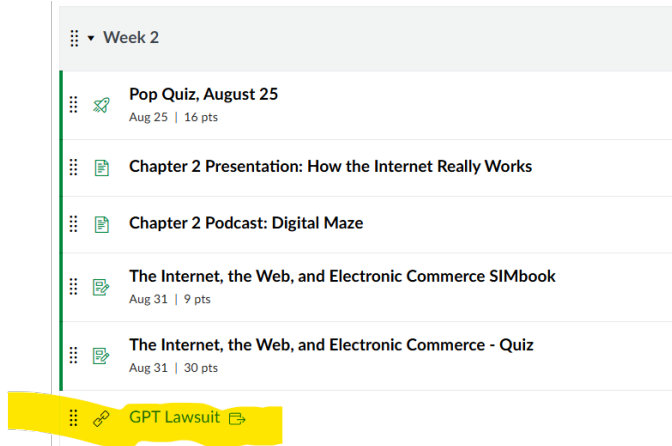 Week 2
Pop Quiz, August 25
Aug 25 | 16 pts
Chapter 2 Presentation: How the Internet Really Works
Chapter 2 Podcast: Digital Maze
The Internet, the Web, and Electronic Commerce SIMbook
Aug 31 | 9 pts
The Internet, the Web, and Electronic Commerce - Quiz
Aug 31 | 30 pts
GPT Lawsuit